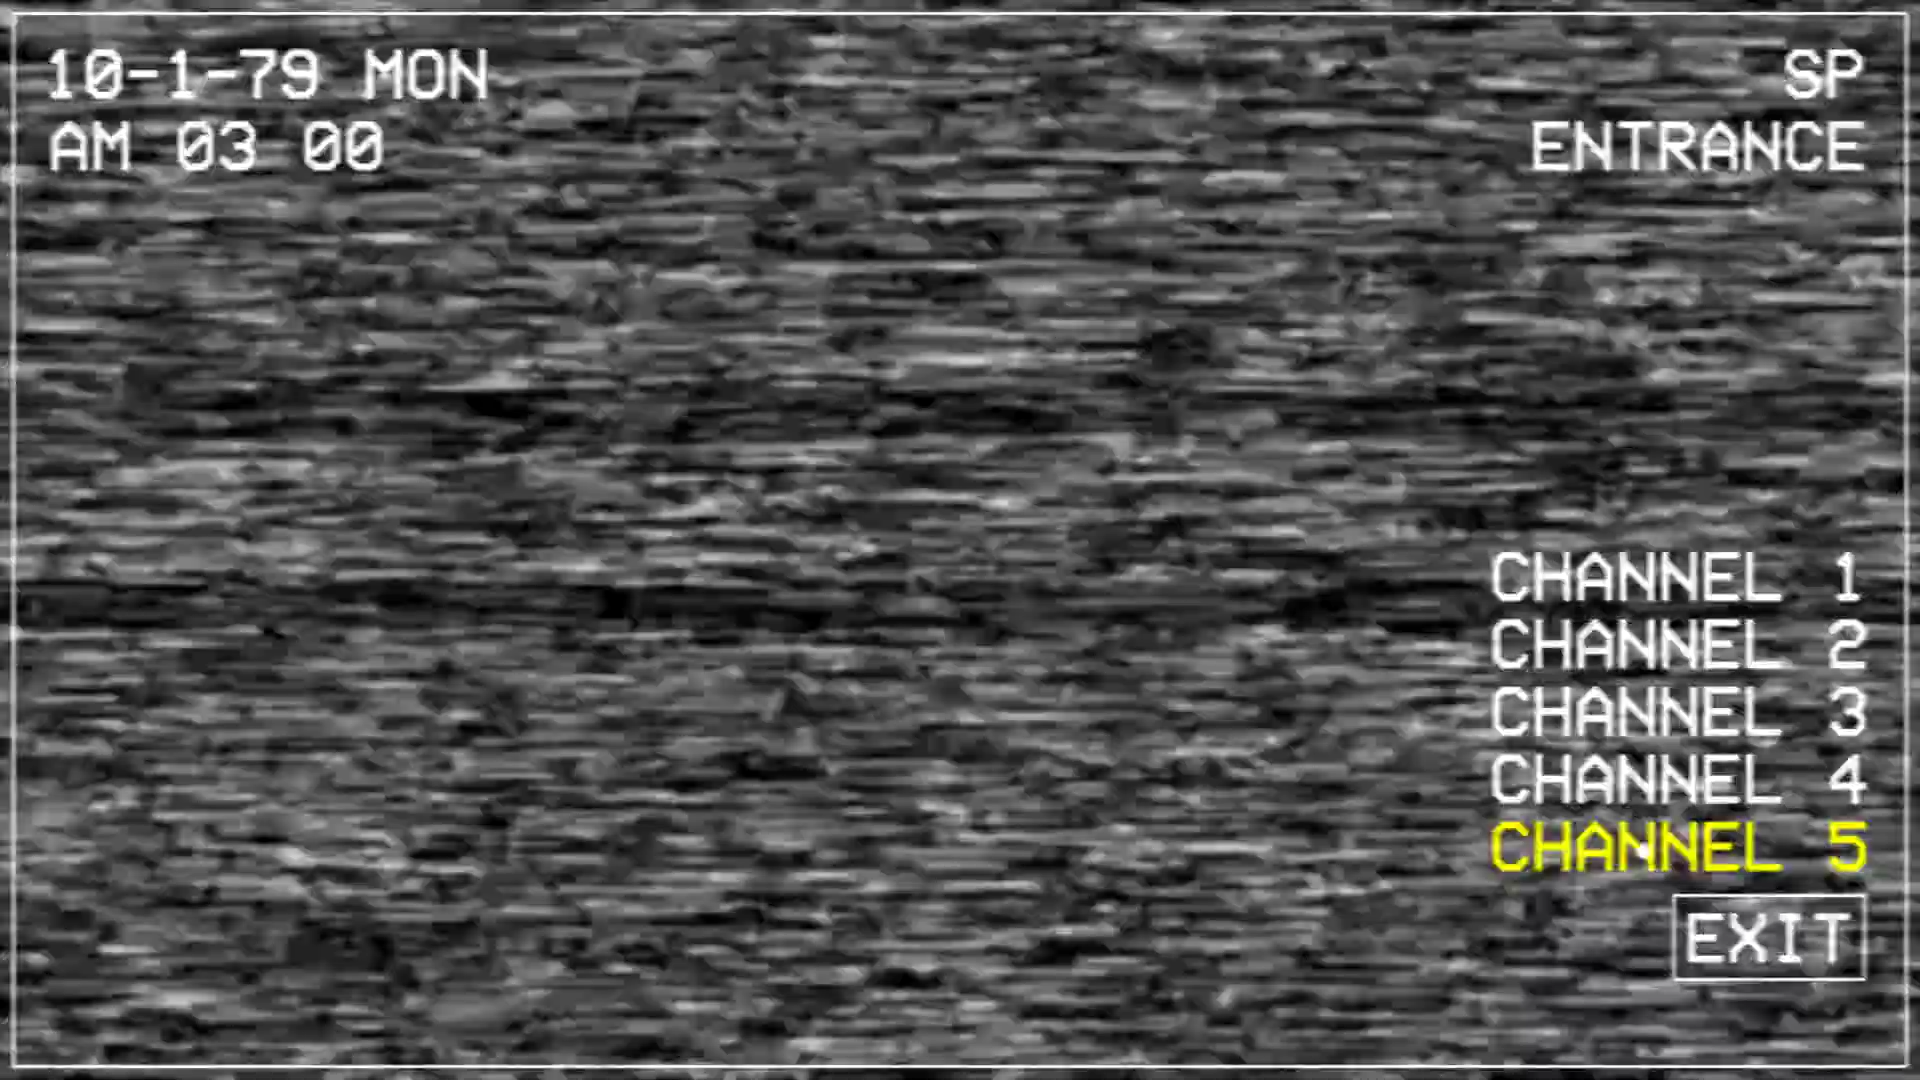 10-1-79 MON
AM 03 00
SP
ENTRANCE
CHANNEL 1
CHANNEL 2
CHANNEL 3
CHANNEL 4
CHANNEL 5
EXIT